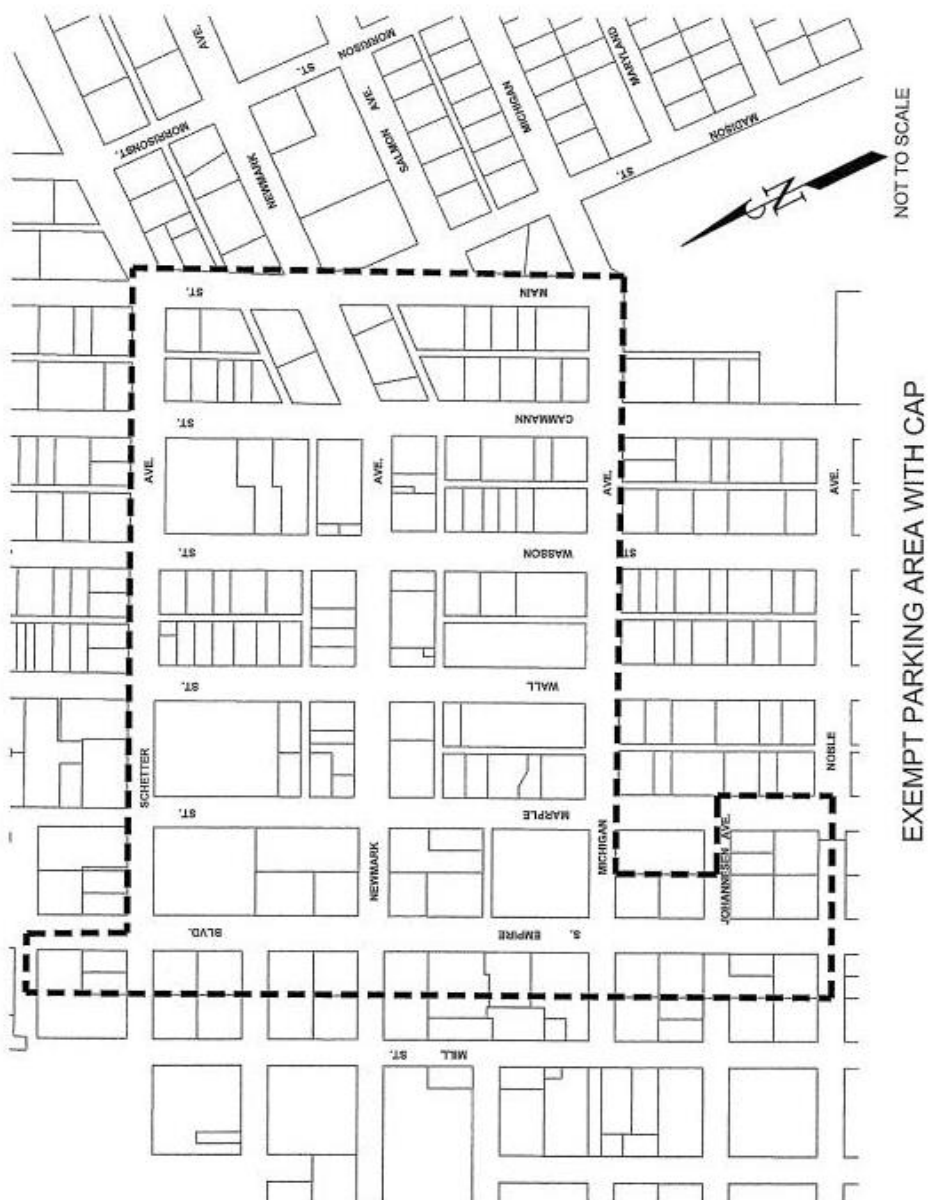 AVE.
MORRISON
ST.
MARYLAND
AVE.
MICHIGAN
SALMON
MORRISONST.
MADISON
ST.
NEWMARK
N
NOT TO SCALE
ST.
MAIN
ST.
CAMMANN
AVE.
AVE.
AVE.
AVE.
ST.
WASSON
ST.
ST.
WALL
SCHETTER
NOBLE
ST.
MARPLE
NEWMARK
MICHIGAN
JOHANNESEN AVE.
BLVD.
S. EMPIRE
ST.
MILL
EXEMPT PARKING AREA WITH CAP